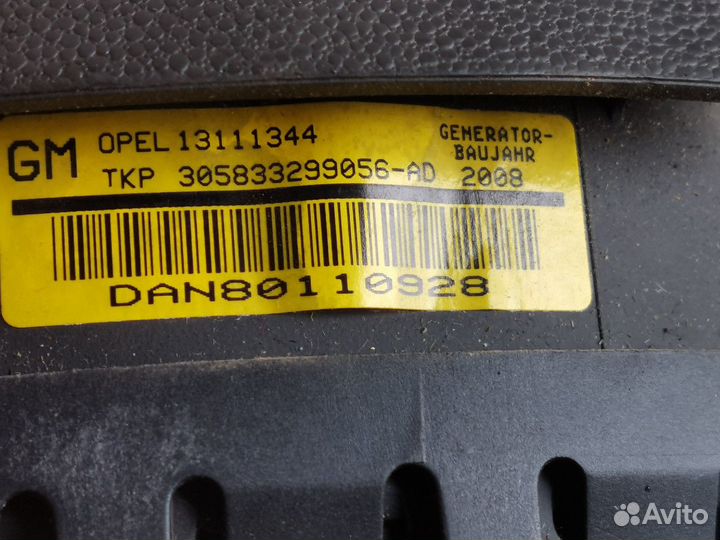 GM
OPEL 13111344
GENERATOR-
BAUJAHR
TKP 305833299056-AD 2008
DAN80110928
Avito